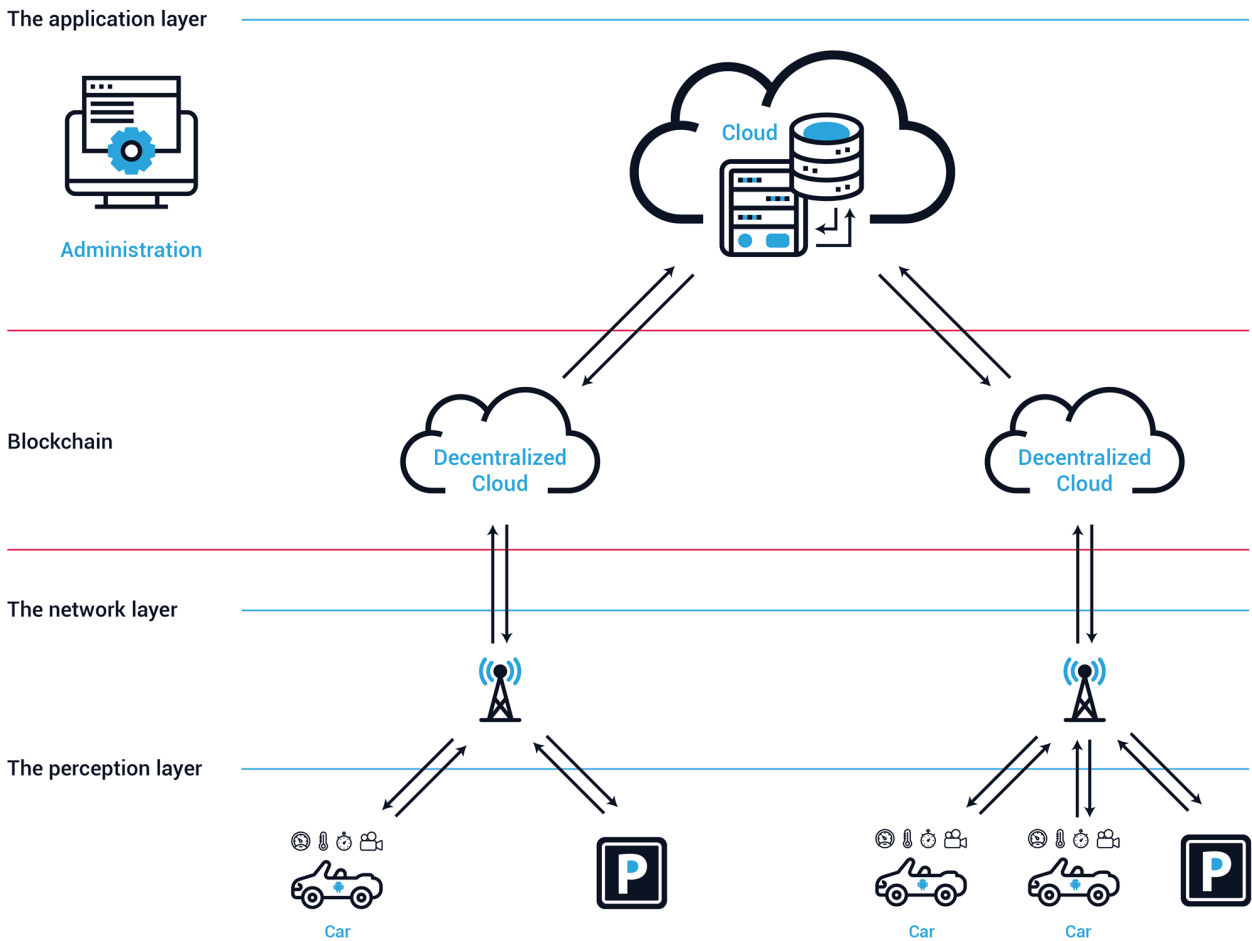 The application layer
Cloud
Administration
Blockchain
Decentralized
Cloud
Decentralized
Cloud
The network layer
The perception layer
P
P
Car
Car
Car